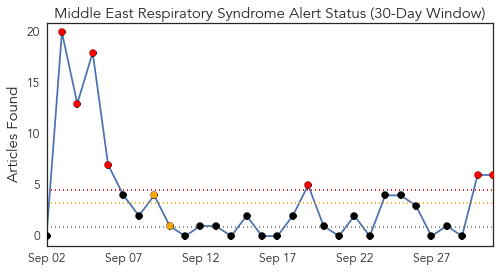 Middle East Respiratory Syndrome Alert Status (30-Day Window)
Articles Found
20
15
10
5
0
Sep 02 Sep 07 Sep 12 Sep 17 Sep 22 Sep 27